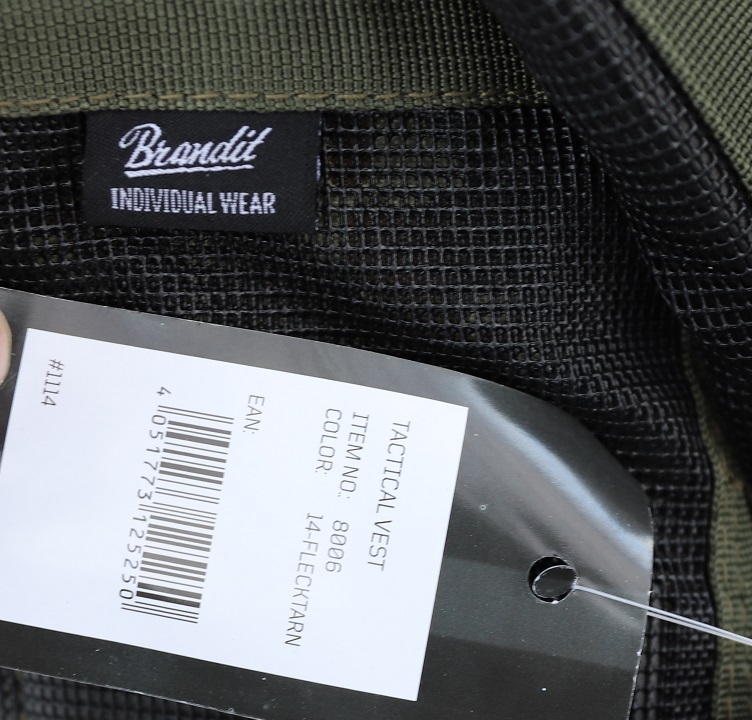 Brandit
INDIVIDUAL WEAR
TACTICAL VEST
ITEM NO: 8006
COLOR: 14-FLECKTARN
EAN:
4 051773 125250
#1114